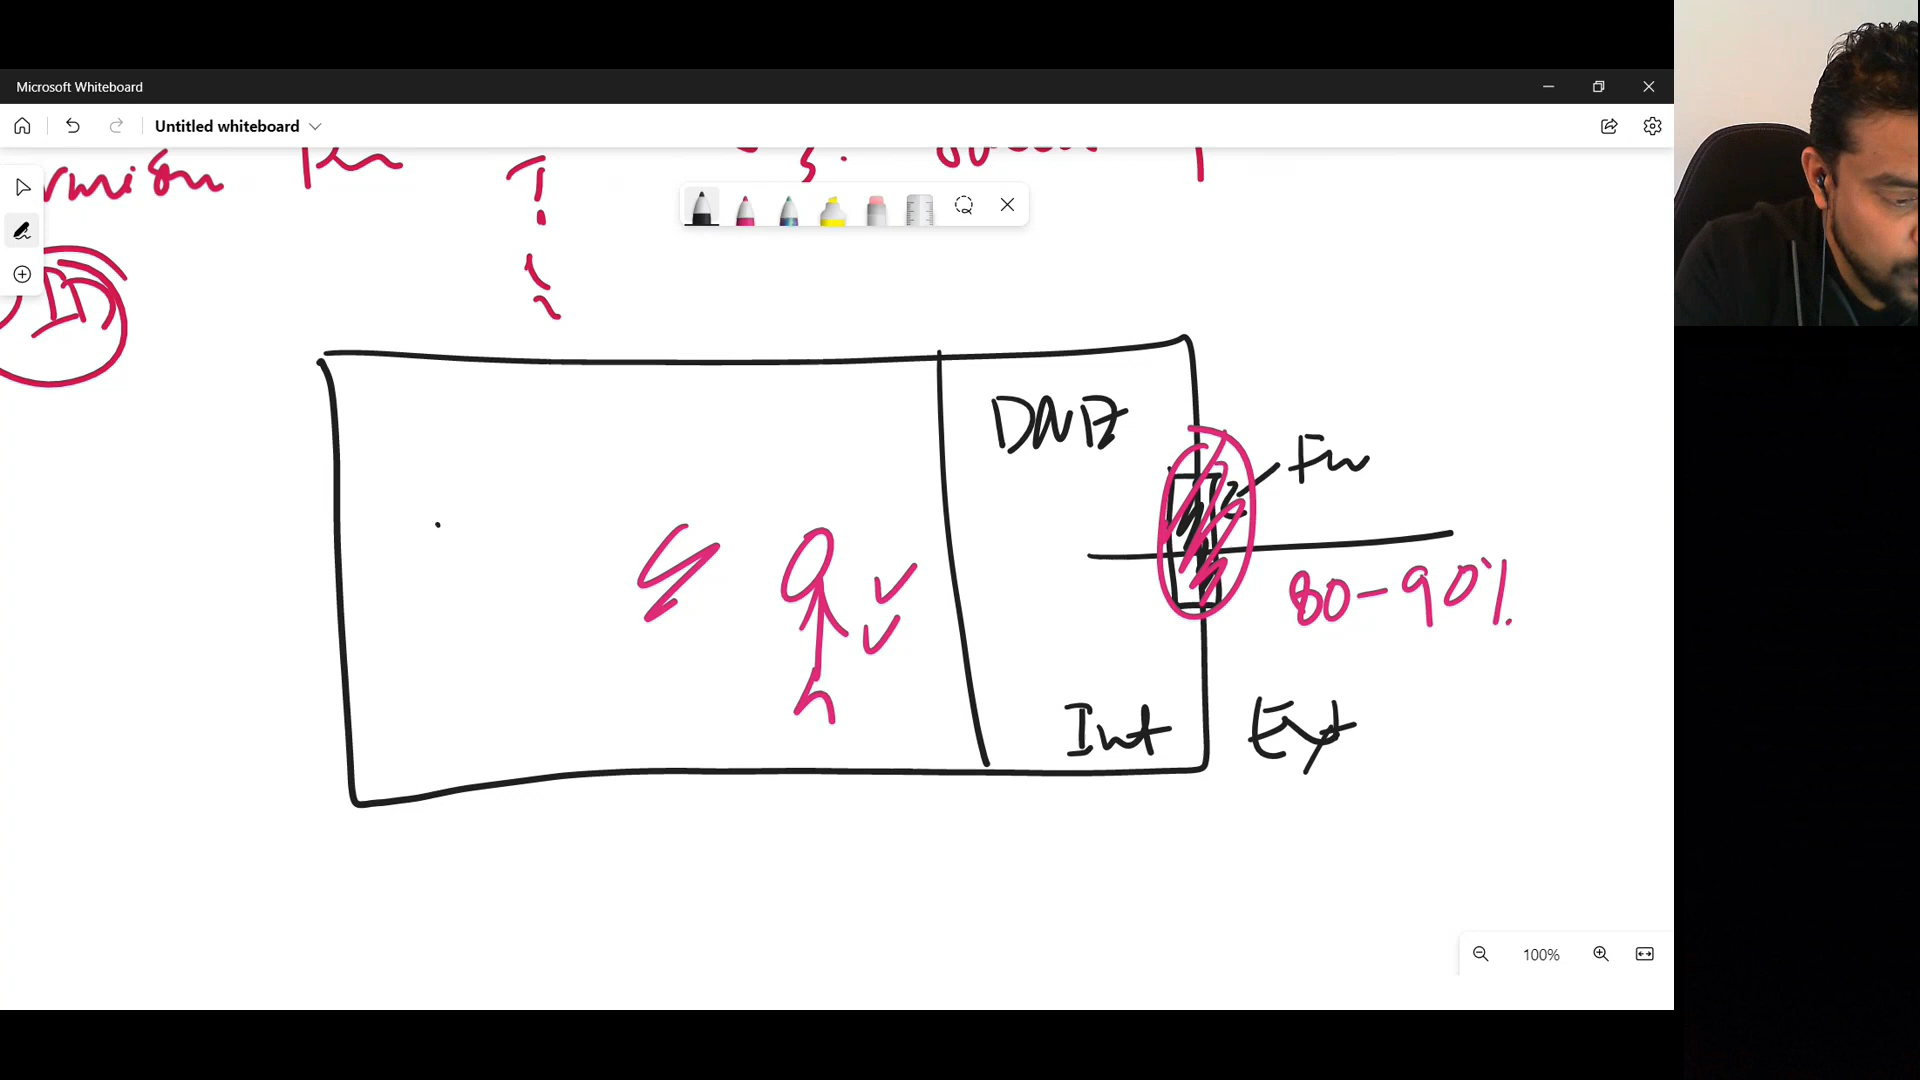 Microsoft Whiteboard
Untitled whiteboard
DMZ
Fw
80-90%
Int Ext
100%